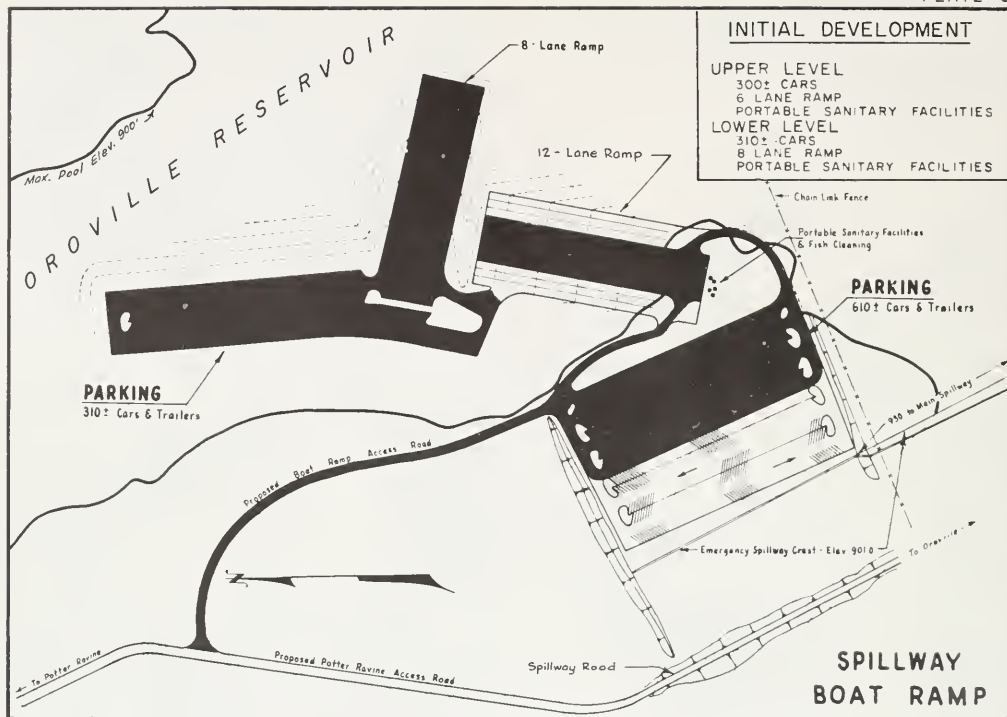 INITIAL DEVELOPMENT
UPPER LEVEL
300± CARS
6 LANE RAMP
PORTABLE SANITARY FACILITIES
LOWER LEVEL
310± CARS
8 LANE RAMP
PORTABLE SANITARY FACILITIES
8 - Lane Ramp
OROVILLE RESERVOIR
Max. Pool Elev. 900'
12 - Lane Ramp
Chain Link Fence
Portable Sanitary Facilities
& Fish Cleaning
PARKING
610± Cars & Trailers
PARKING
310± Cars & Trailers
930 to Main Spillway
Proposed Boat Ramp Access Road
Emergency Spillway Crest - Elev. 901.0
To Oroville
N
To Potter Ravine
Proposed Potter Ravine Access Road
Spillway Road
SPILLWAY
BOAT RAMP